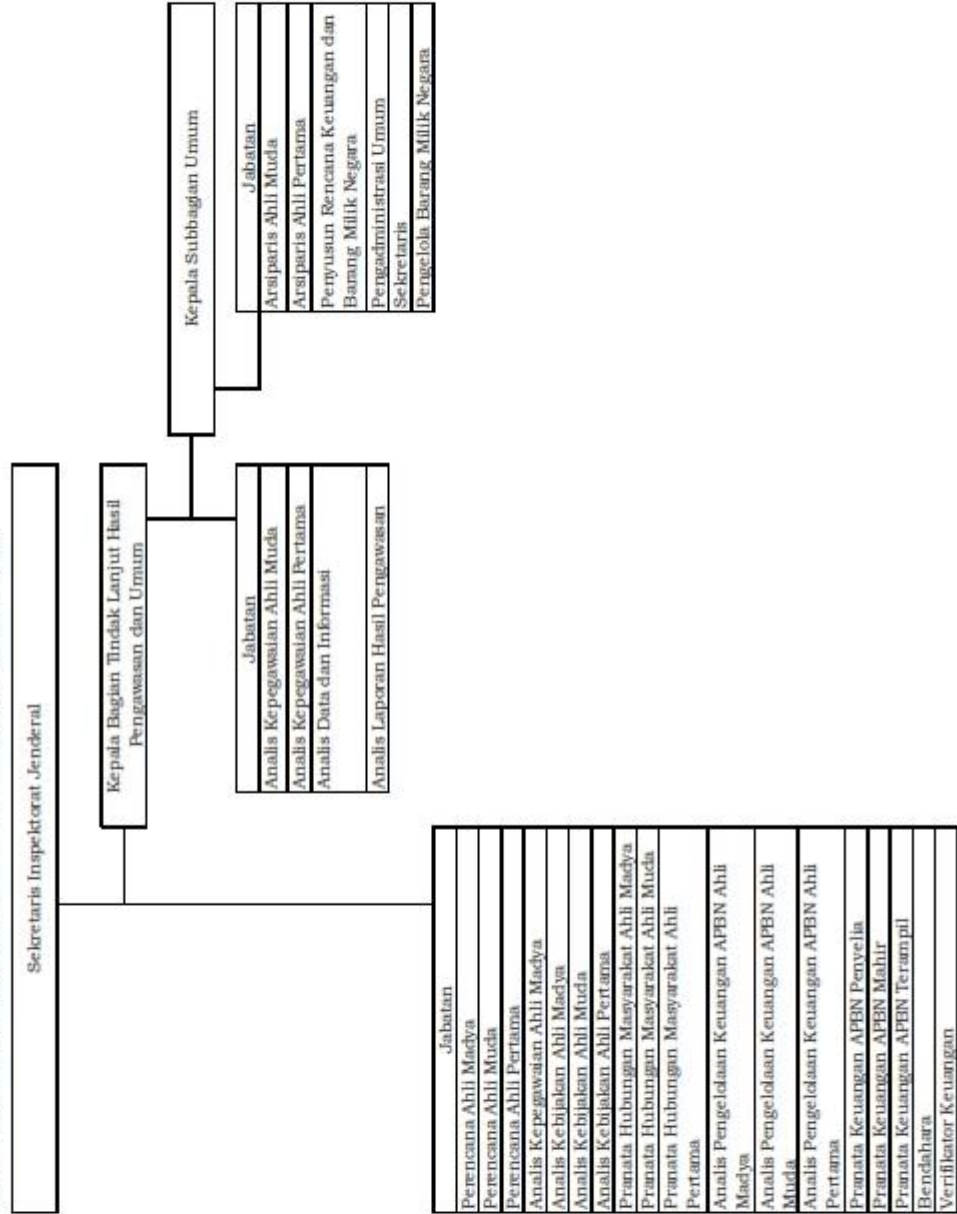 Sekretaris Inspektorat Jenderal
Kepala Bagian Tindak Lanjut Hasil
Pengawasan dan Umum
Kepala Subbagian Umum
Jabatan
Perencana Ahli Madya
Perencana Ahli Muda
Perencana Ahli Pertama
Analis Kepegawaian Ahli Madya
Analis Kebijakan Ahli Madya
Analis Kebijakan Ahli Muda
Analis Kebijakan Ahli Pertama
Pranata Hubungan Masyarakat Ahli Madya
Pranata Hubungan Masyarakat Ahli Muda
Pranata Hubungan Masyarakat Ahli
Pertama
Analis Pengelolaan Keuangan APBN Ahli
Madya
Analis Pengelolaan Keuangan APBN Ahli
Muda
Analis Pengelolaan Keuangan APBN Ahli
Pertama
Pranata Keuangan APBN Penyelia
Pranata Keuangan APBN Mahir
Pranata Keuangan APBN Terampil
Bendahara
Verifikator Keuangan
Jabatan
Analis Kepegawaian Ahli Muda
Analis Kepegawaian Ahli Pertama
Analis Data dan Informasi
Analis Laporan Hasil Pengawasan
Jabatan
Arsiparis Ahli Muda
Arsiparis Ahli Pertama
Penyusun Rencana Keuangan dan
Barang Milik Negara
Pengadministrasi Umum
Sekretaris
Pengelola Barang Milik Negara